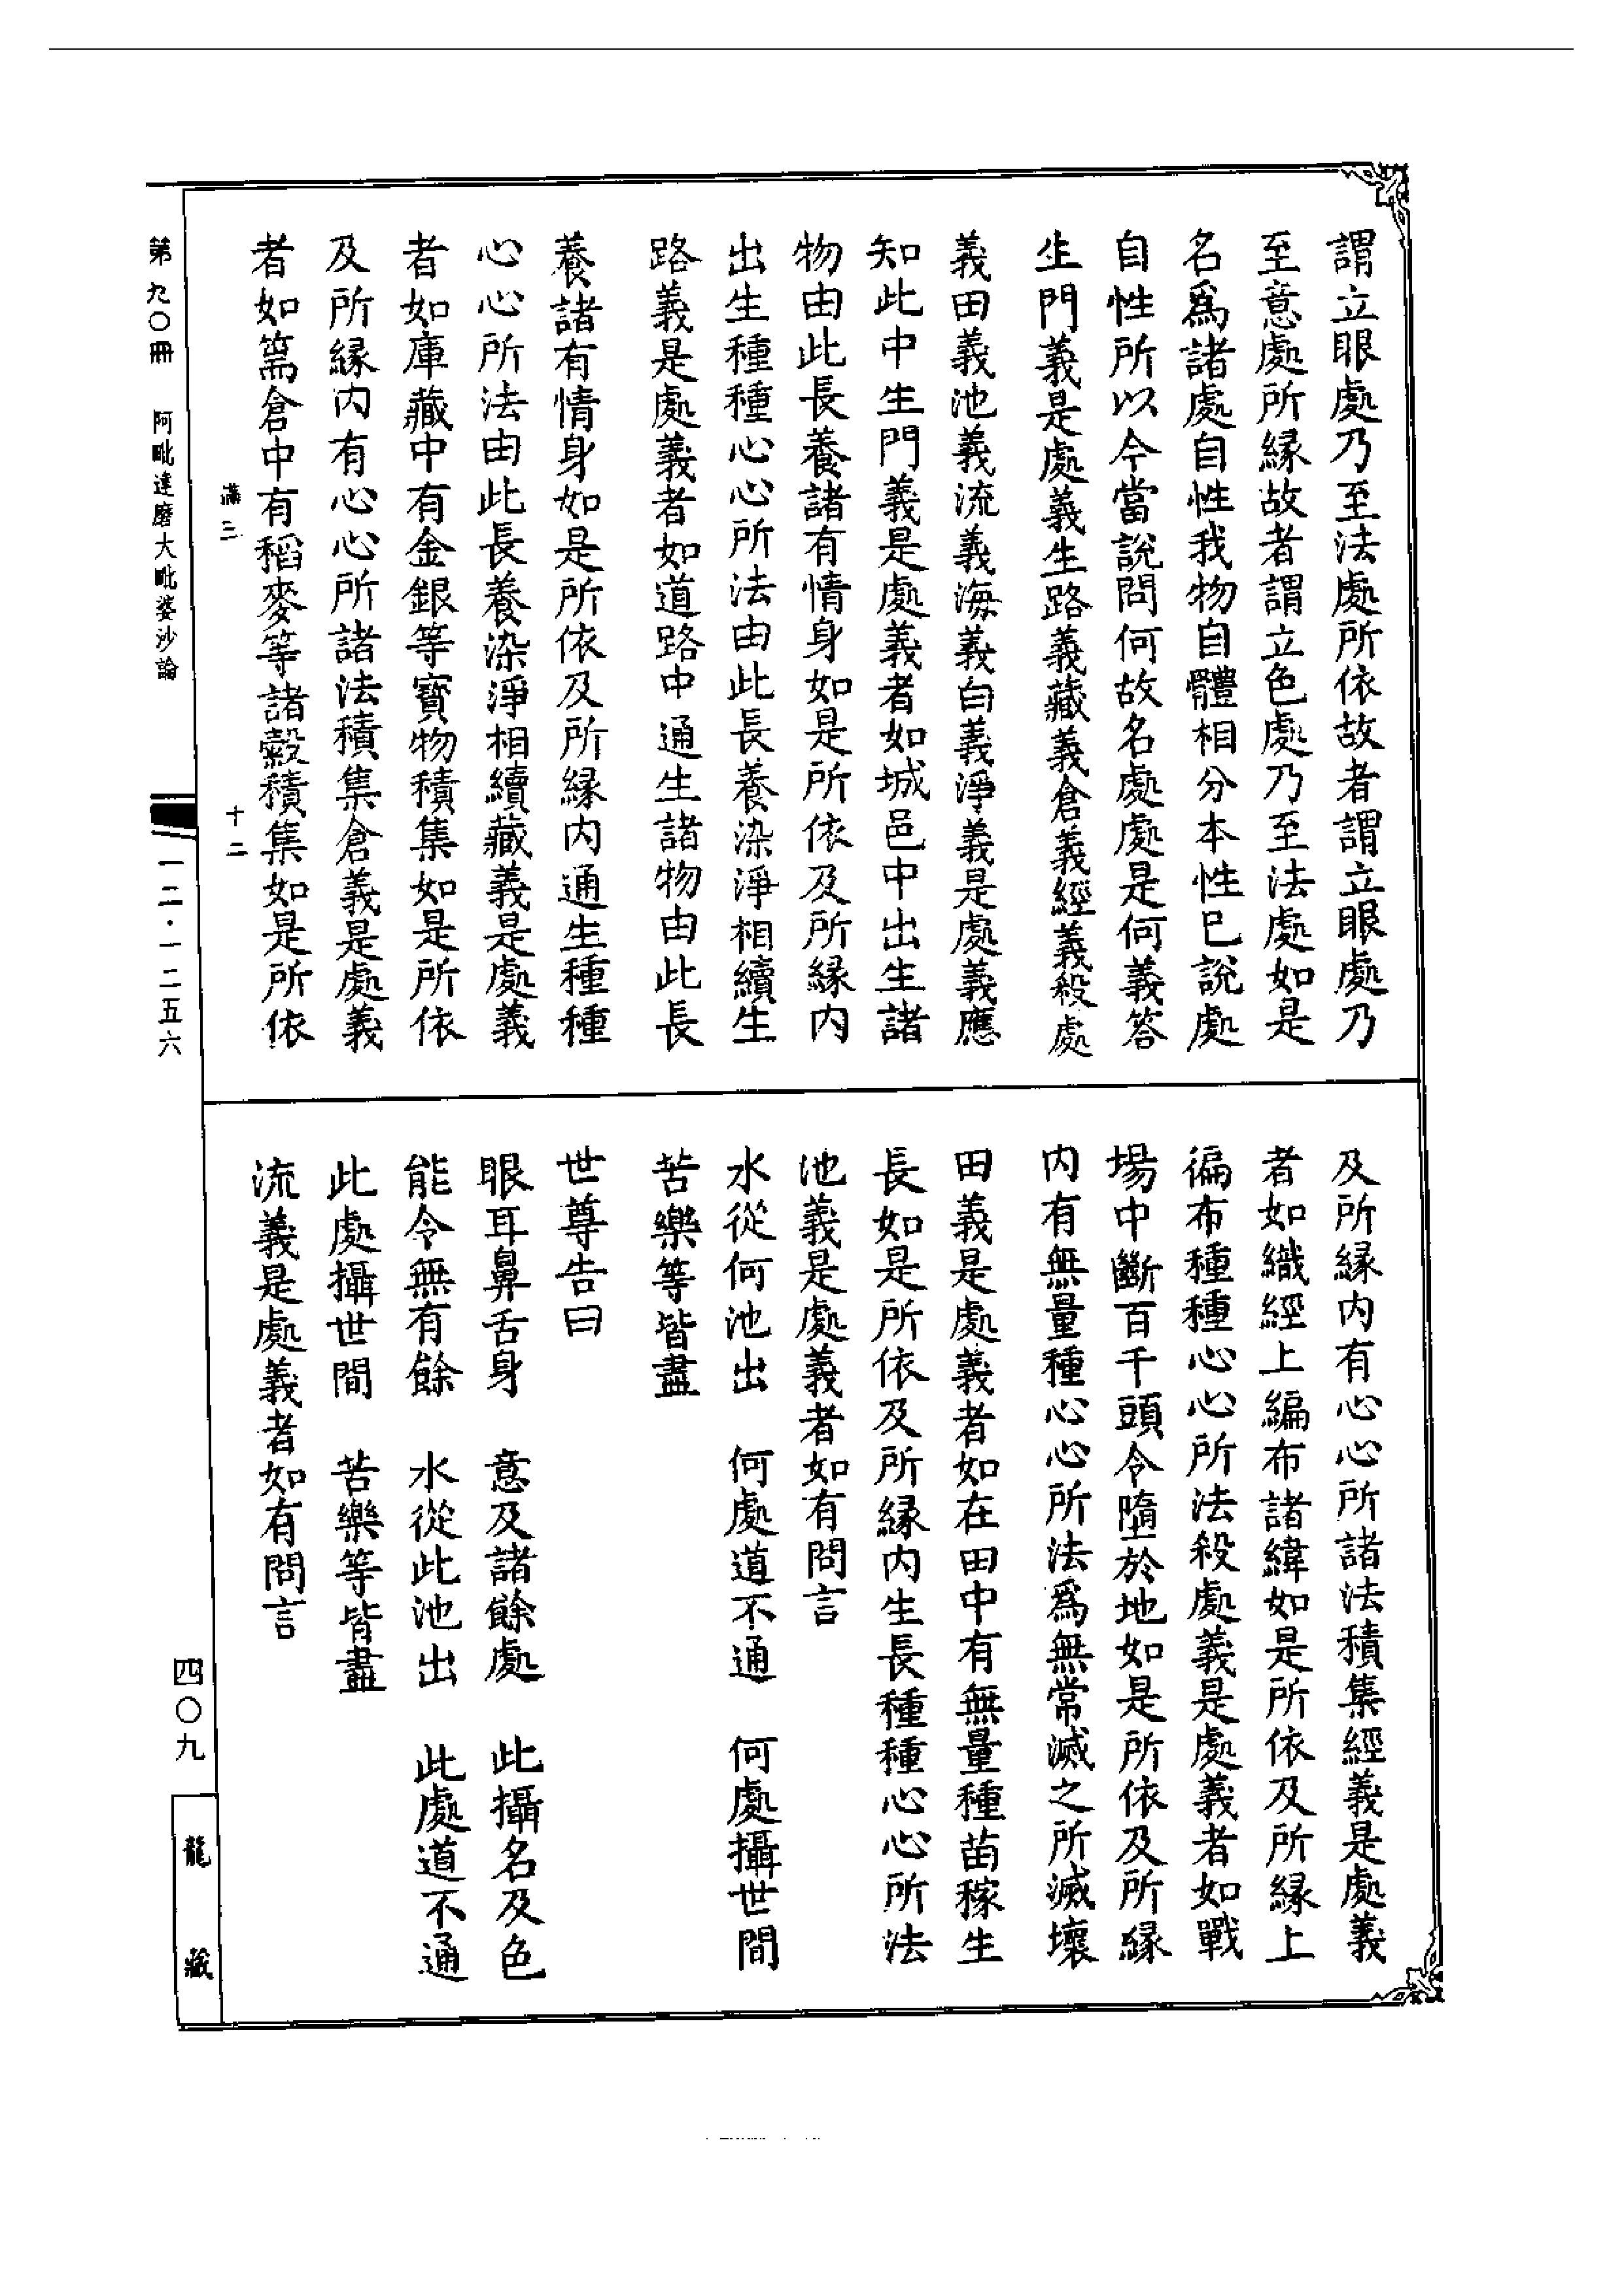 謂立眼處乃至法處所依故者謂立眼處乃
至意處所縁故者謂立色處乃至法處如是
名爲諸處自性我物自體相分本性已說處
自性所以今當說問何故名處處是何義答
生門義是處義生路義藏義倉義經義殺處
義田義池義流義海義白義淨義是處義應
知此中生門義是處義者如城邑中出生諸
物由此長養諸有情身如是所依及所縁内
出生種種心心所法由此長養染淨相續生
路義是處義者如道路中通生諸物由此長
養諸有情身如是所依及所縁内通生種種
心心所法由此長養染淨相續藏義是處義
者如庫藏中有金銀等寶物積集如是所依
及所縁内有心心所諸法積集倉義是處義
者如篅倉中有稻麥等諸穀積集如是所依
及所縁内有心心所諸法積集經義是處義
者如織經上編布諸緯如是所依及所縁上
徧布種種心心所法殺處義是處義者如戰
場中斷百千頭令墮於地如是所依及所縁
内有無量種心心所法爲無常滅之所滅壞
田義是處義者如在田中有無量種苗稼生
長如是所依及所縁内生長種種心心所法
池義是處義者如有問言
水從何池出　何處道不通　何處攝世間
苦樂等皆盡
世尊告曰
眼耳鼻舌身　意及諸餘處　此攝名及色
能令無有餘　水從此池出　此處道不通
此處攝世間　苦樂等皆盡
流義是處義者如有問言
滿三　十二
第九〇冊　阿毗達磨大毗婆沙論
一二·一二五六
四〇九
龍藏